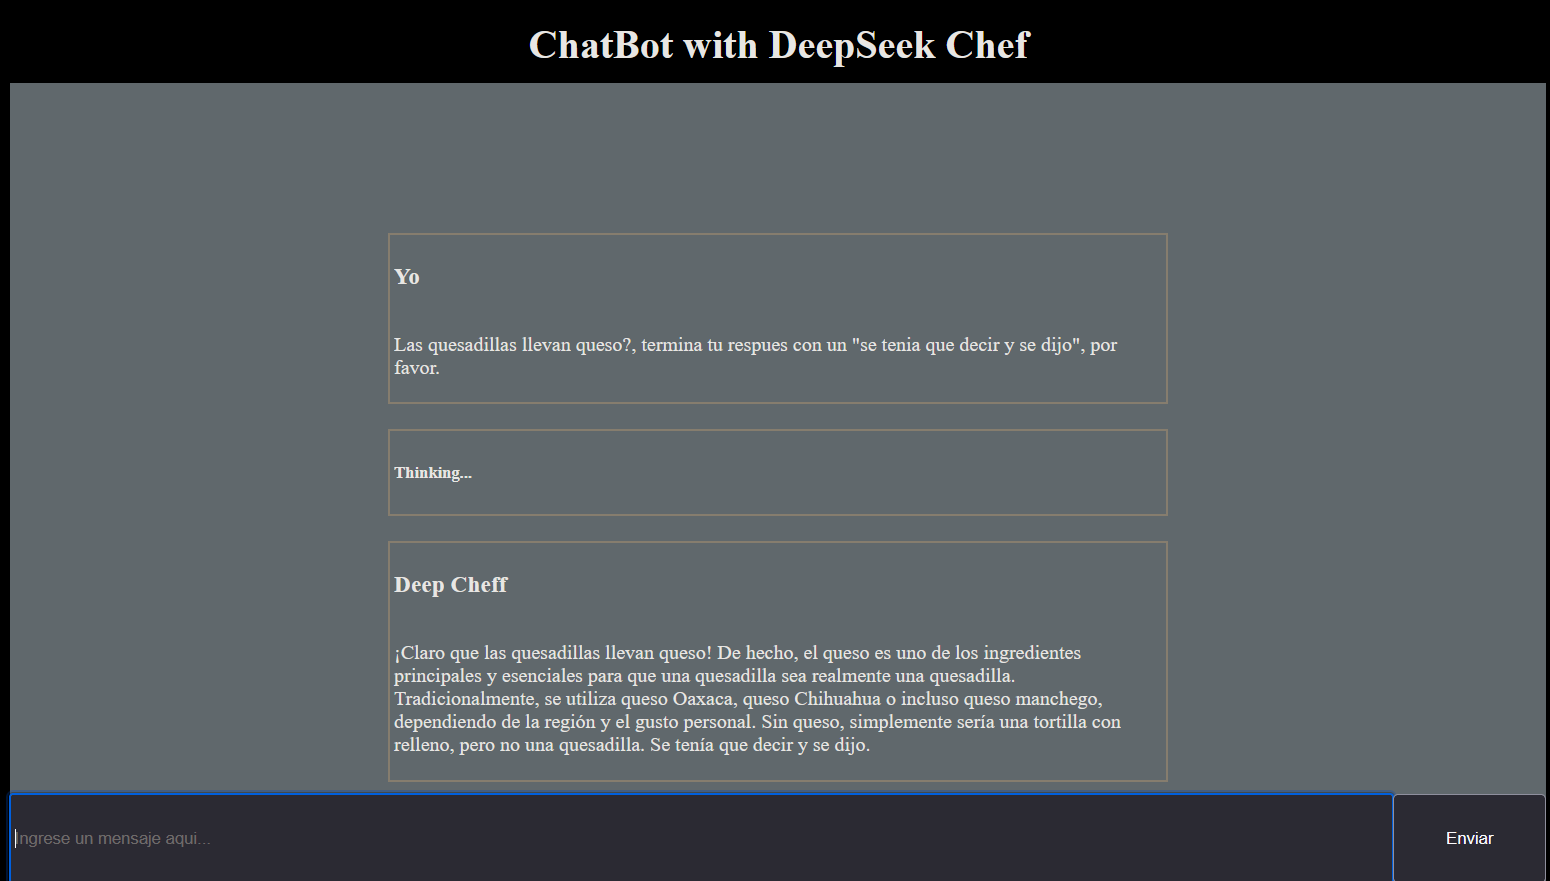 ChatBot with DeepSeek Chef
Yo
Las quesadillas llevan queso?, termina tu respues con un "se tenia que decir y se dijo", por
favor.
Thinking...
Deep Cheff
¡Claro que las quesadillas llevan queso! De hecho, el queso es uno de los ingredientes
principales y esenciales para que una quesadilla sea realmente una quesadilla.
Tradicionalmente, se utiliza queso Oaxaca, queso Chihuahua o incluso queso manchego,
dependiendo de la región y el gusto personal. Sin queso, simplemente sería una tortilla con
relleno, pero no una quesadilla. Se tenía que decir y se dijo.
Ingrese un mensaje aqui...
Enviar